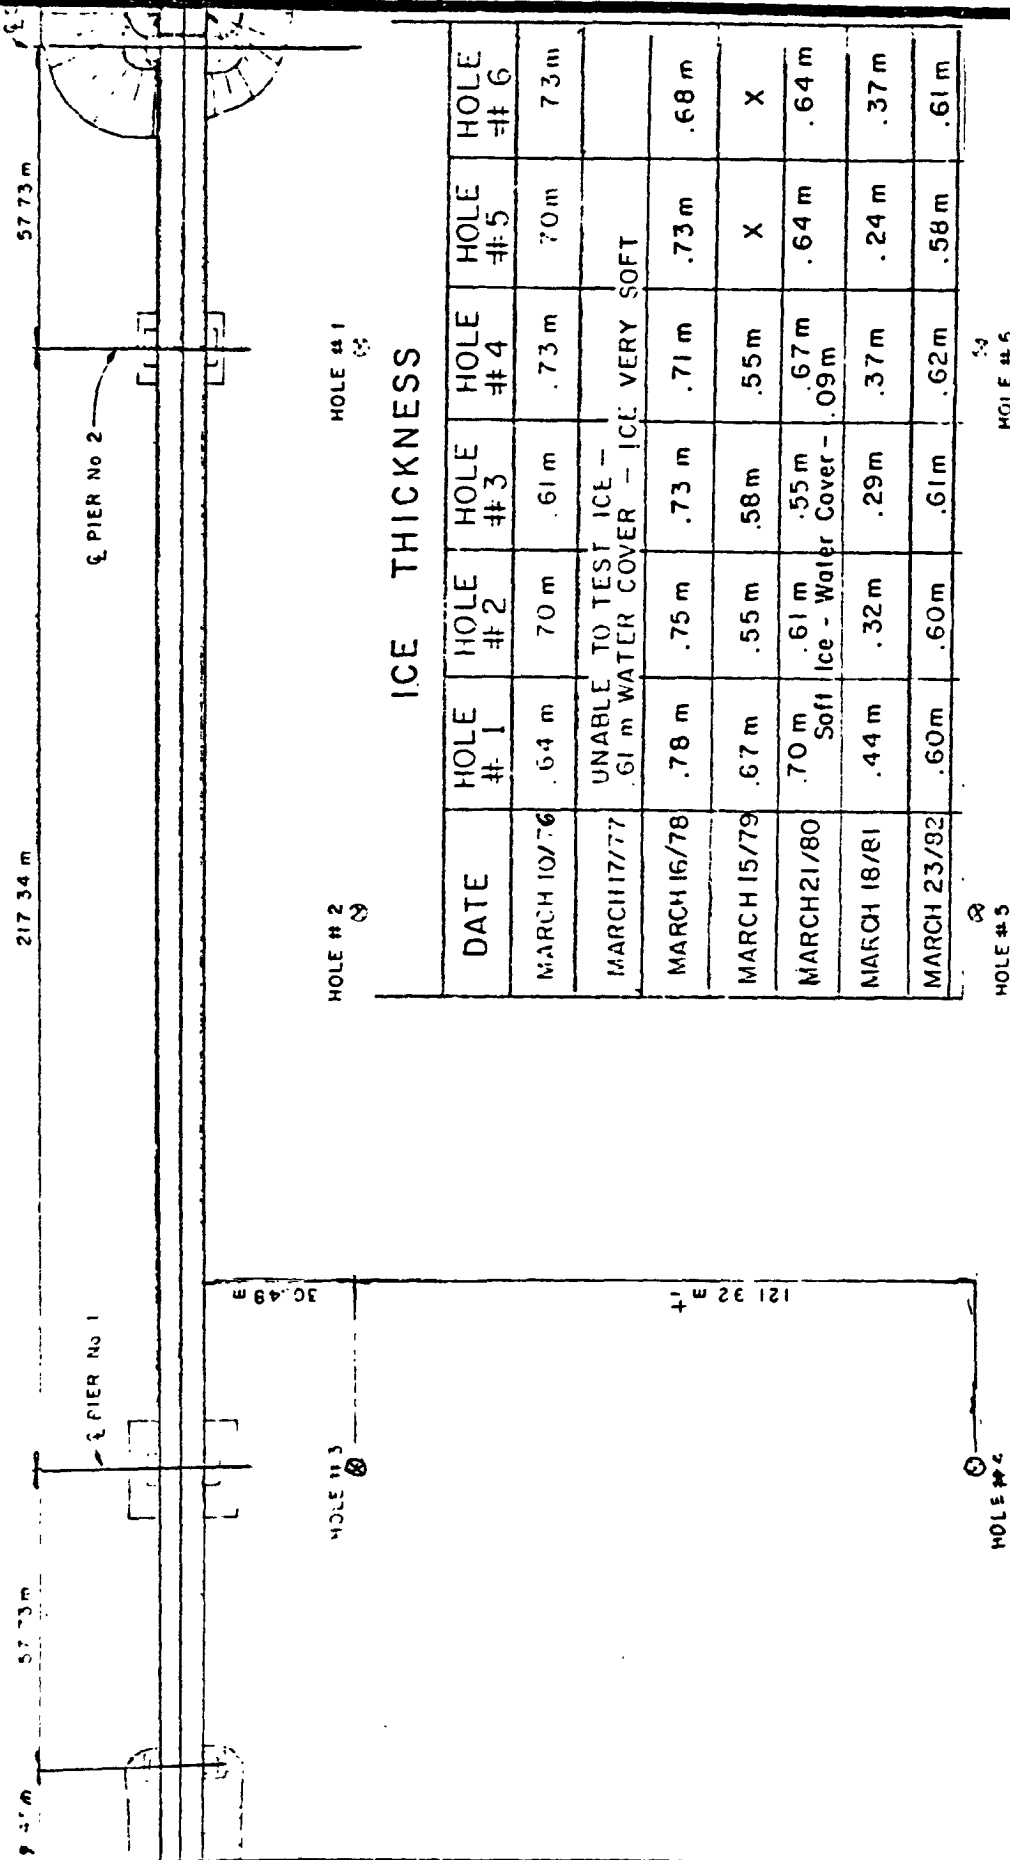 57 73 m
217 34 m
57 73 m
℄ PIER No 2
℄ PIER No 1
HOLE # 1
HOLE # 2
HOLE # 3
30.49 m
121 32 m ±
ICE THICKNESS
DATE HOLE # 1 HOLE # 2 HOLE # 3 HOLE # 4 HOLE # 5 HOLE # 6
MARCH 10/76 .64 m 70 m .61 m .73 m 70 m 73 m
MARCH 17/77 UNABLE TO TEST ICE –
.61 m WATER COVER – ICE VERY SOFT
MARCH 16/78 .78 m .75 m .73 m .71 m .73 m .68 m
MARCH 15/79 .67 m .55 m .58 m .55 m X X
MARCH 21/80 .70 m .61 m .55 m .67 m .64 m .64 m
Soft Ice - Water Cover - .09 m
MARCH 18/81 .44 m .32 m .29 m .37 m .24 m .37 m
MARCH 23/82 .60 m .60 m .61 m .62 m .58 m .61 m
HOLE # 5
HOLE #
HOLE #